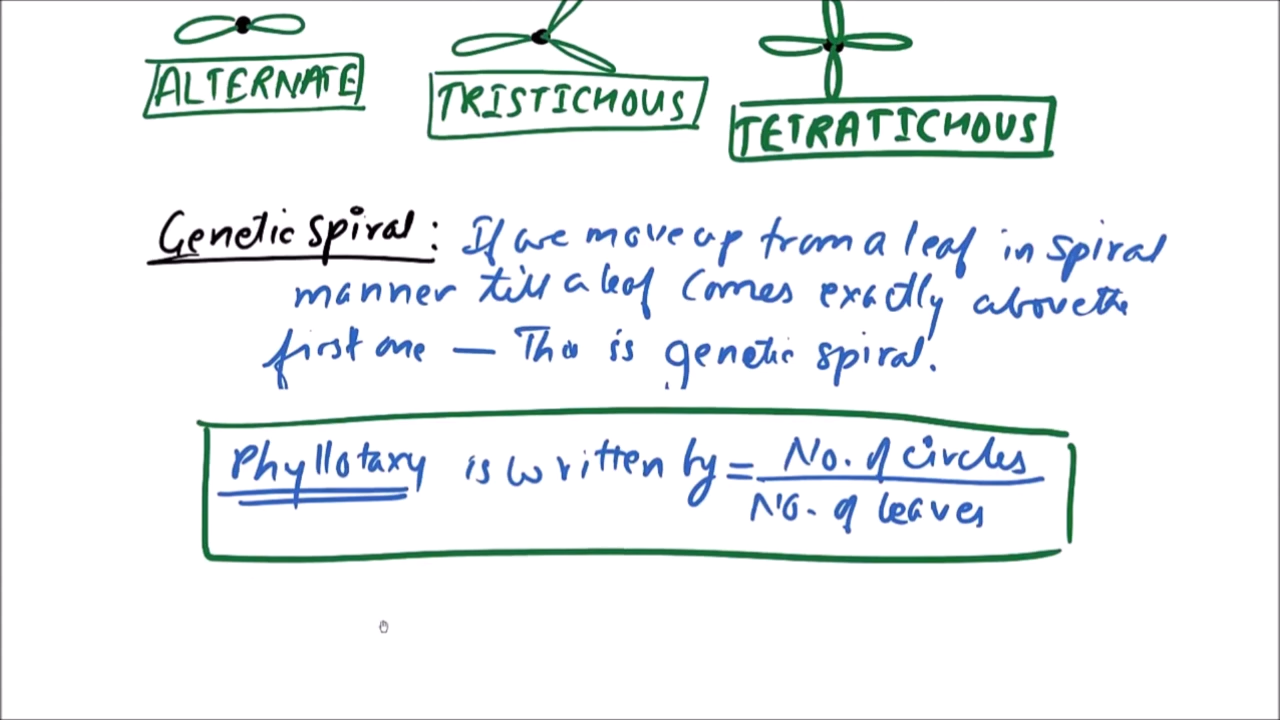 ALTERNATE TRISTICHOUS TETRATICHOUS
Genetic spiral: If we move up from a leaf in spiral
manner till a leaf comes exactly above the
first one — This is genetic spiral.
Phyllotaxy is written by = No. of circles
No. of leaves